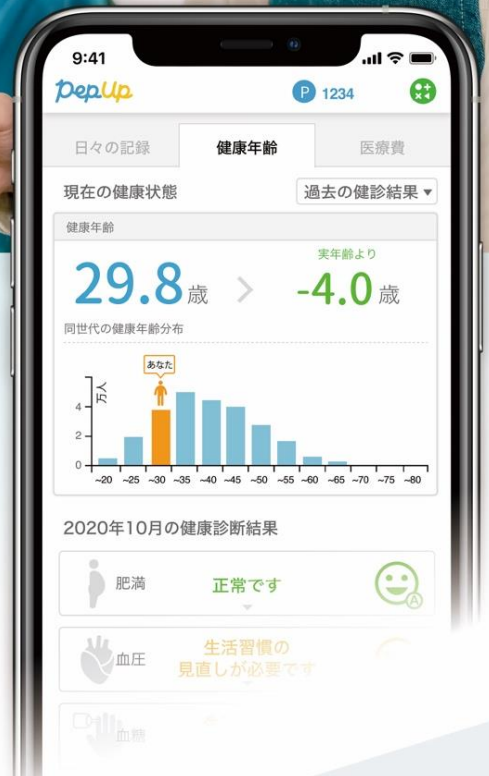 9:41
PepUp
P 1234
日々の記録
健康年齢
医療費
現在の健康状態
過去の健診結果 ▼
健康年齢
29.8歳
>
実年齢より
-4.0歳
同世代の健康年齢分布
あなた
万人
4
2
0
~20 ~25 ~30 ~35 ~40 ~45 ~50 ~55 ~60 ~65 ~70 ~75 ~80
2020年10月の健康診断結果
肥満
正常です
A
血圧
生活習慣の
見直しが必要です
血糖